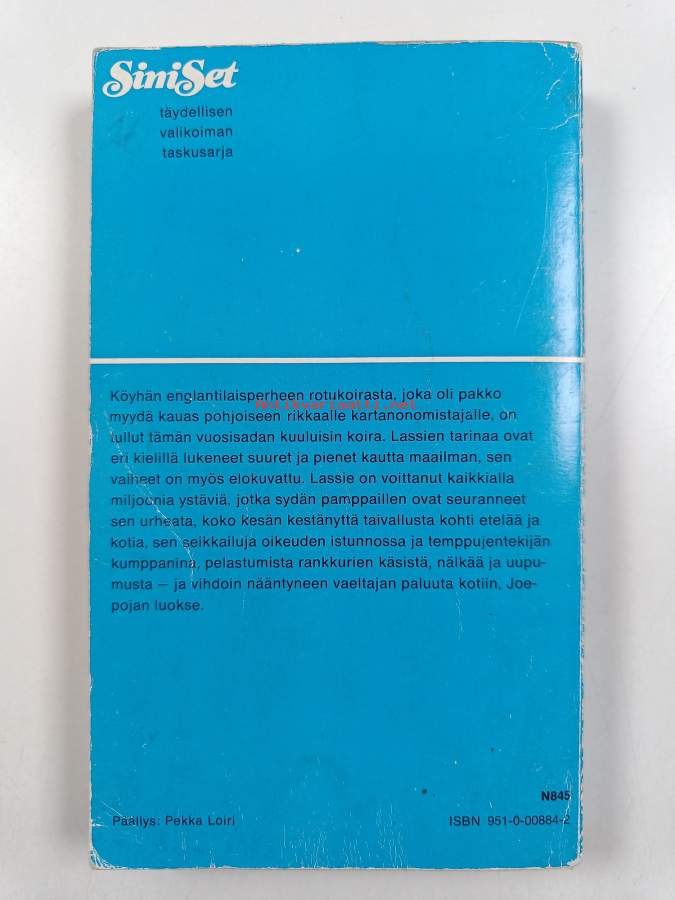 SiniSet
täydellisen
valikoiman
taskusarja
Köyhän englantilaisperheen rotukoirasta, joka oli pakko
Antikvariaatti.net
myydä kauas pohjoiseen rikkaalle kartanonomistajalle, on
tullut tämän vuosisadan kuuluisin koira. Lassien tarinaa ovat
eri kielillä lukeneet suuret ja pienet kautta maailman, sen
vaiheet on myös elokuvattu. Lassie on voittanut kaikkialla
miljoonia ystäviä, jotka sydän pamppaillen ovat seuranneet
sen urheata, koko kesän kestänyttä taivallusta kohti etelää ja
kotia, sen seikkailuja oikeuden istunnossa ja temppujentekijän
kumppanina, pelastumista rankkurien käsistä, nälkää ja uupu-
musta – ja vihdoin nääntyneen vaeltajan paluuta kotiin, Joe-
pojan luokse.
N845
Päällys: Pekka Loiri
ISBN 951-0-00884-2